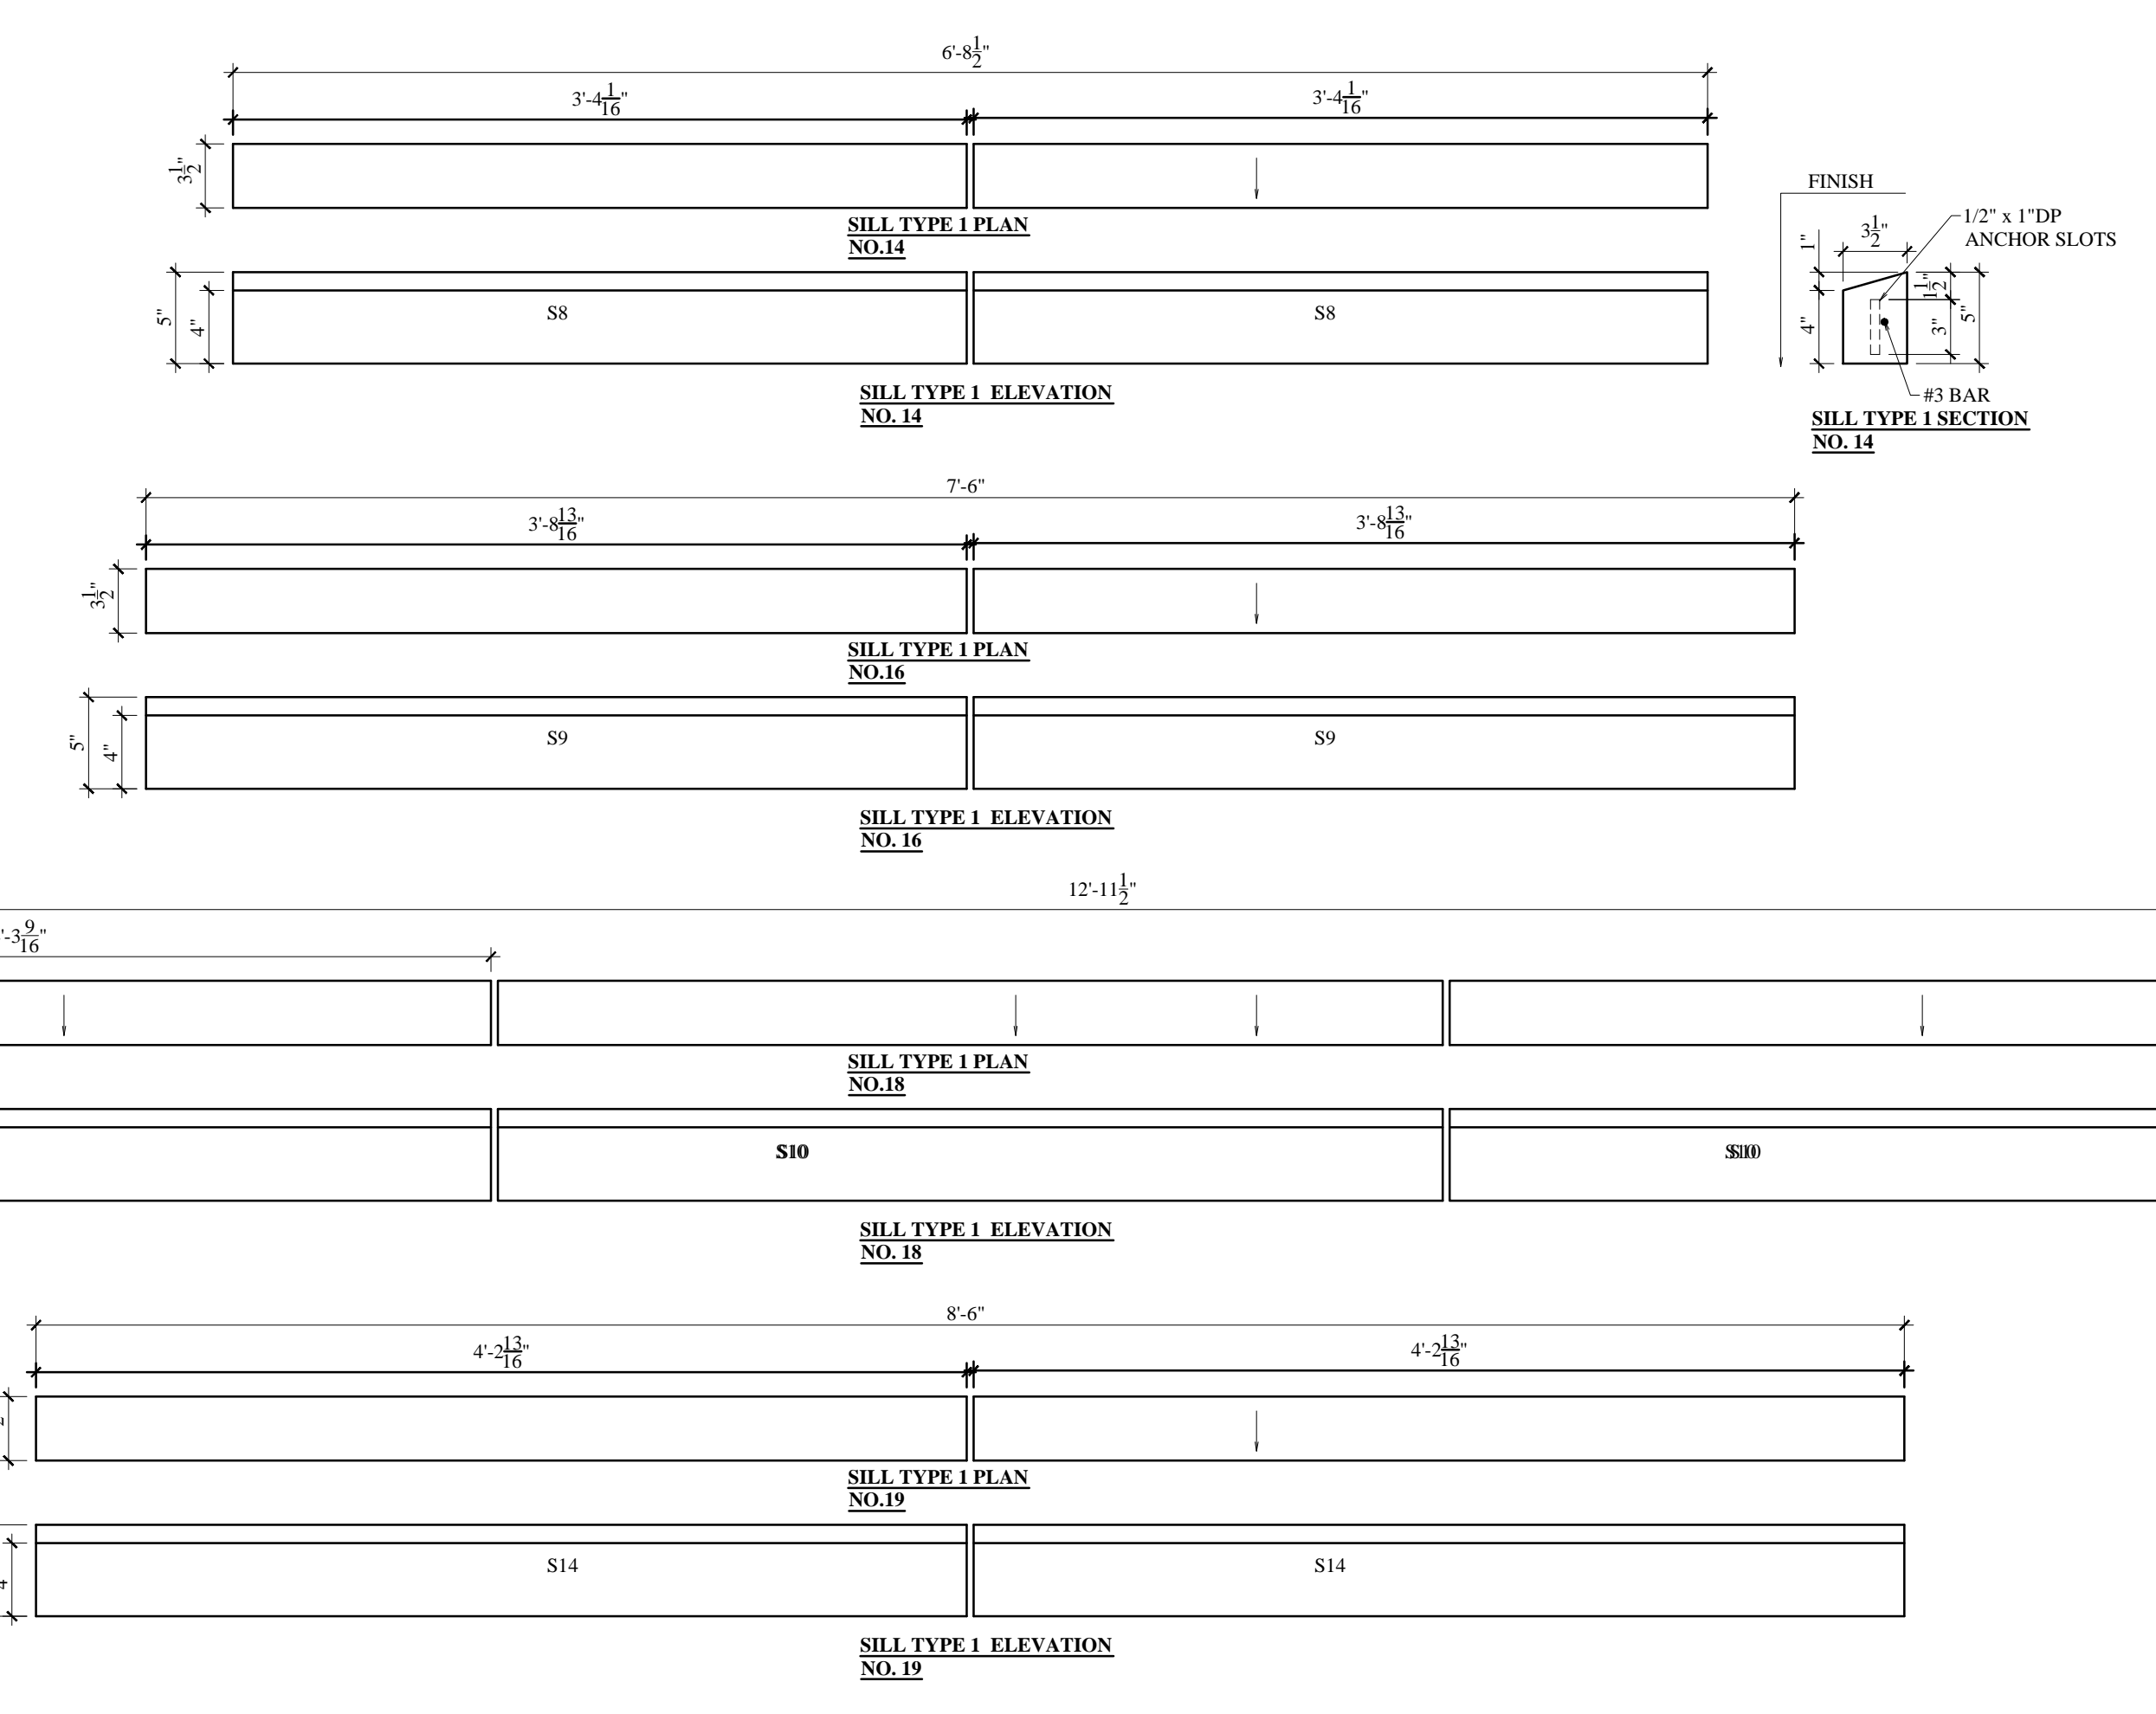 6'-8 1/2"
3'-4 1/16"
3'-4 1/16"
3 1/2"
SILL TYPE 1 PLAN
NO.14
5"
4"
S8
S8
SILL TYPE 1 ELEVATION
NO. 14
FINISH
1/2" x 1"DP
ANCHOR SLOTS
3 1/2"
1"
4"
1 1/2"
3"
5"
#3 BAR
SILL TYPE 1 SECTION
NO. 14
7'-6"
3'-8 13/16"
3'-8 13/16"
3 1/2"
SILL TYPE 1 PLAN
NO.16
5"
4"
S9
S9
SILL TYPE 1 ELEVATION
NO. 16
12'-11 1/2"
'-3 9/16"
SILL TYPE 1 PLAN
NO.18
S10
S10
SILL TYPE 1 ELEVATION
NO. 18
8'-6"
4'-2 13/16"
4'-2 13/16"
SILL TYPE 1 PLAN
NO.19
S14
S14
SILL TYPE 1 ELEVATION
NO. 19